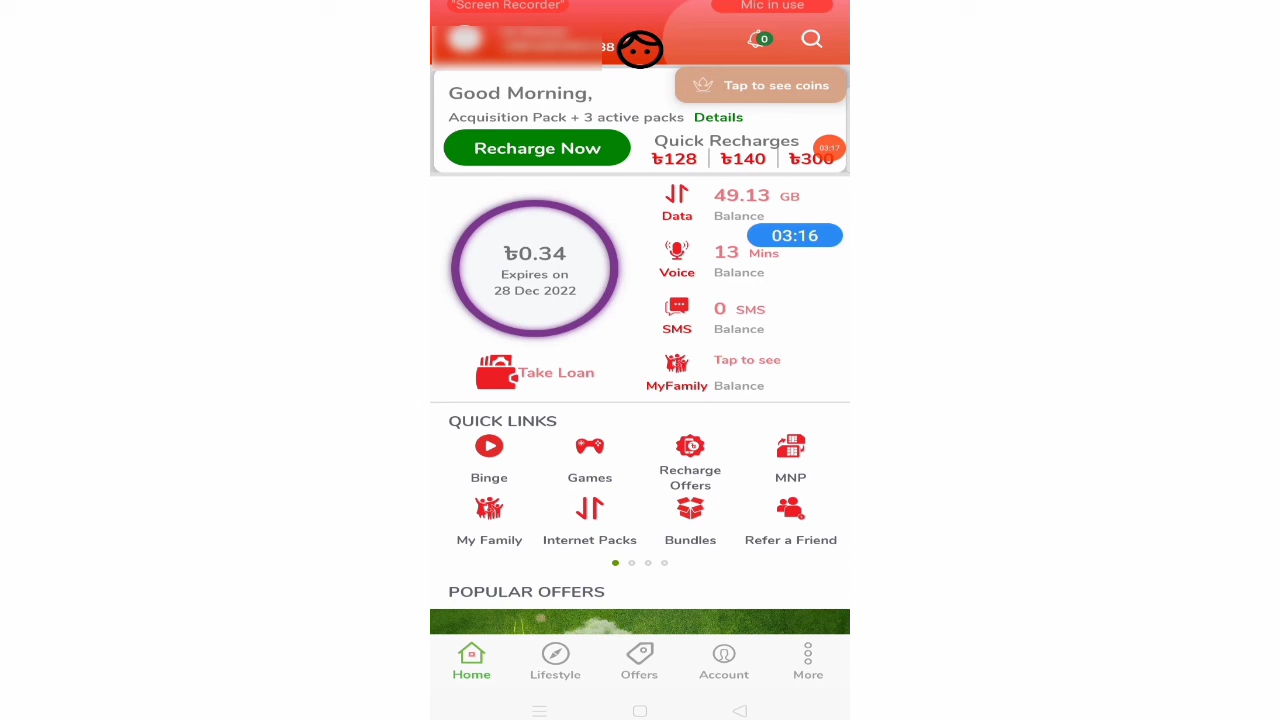 "Screen Recorder"
Mic in use
38
0
Tap to see coins
Good Morning,
Acquisition Pack + 3 active packs Details
Recharge Now
Quick Recharges
৳128 ৳140 ৳300
03:17
৳0.34
Expires on
28 Dec 2022
Take Loan
Data
49.13 GB
Balance
03:16
Voice
13 Mins
Balance
SMS
0 SMS
Balance
MyFamily
Tap to see
Balance
QUICK LINKS
Binge
Games
Recharge
Offers
MNP
My Family
Internet Packs
Bundles
Refer a Friend
POPULAR OFFERS
Home
Lifestyle
Offers
Account
More